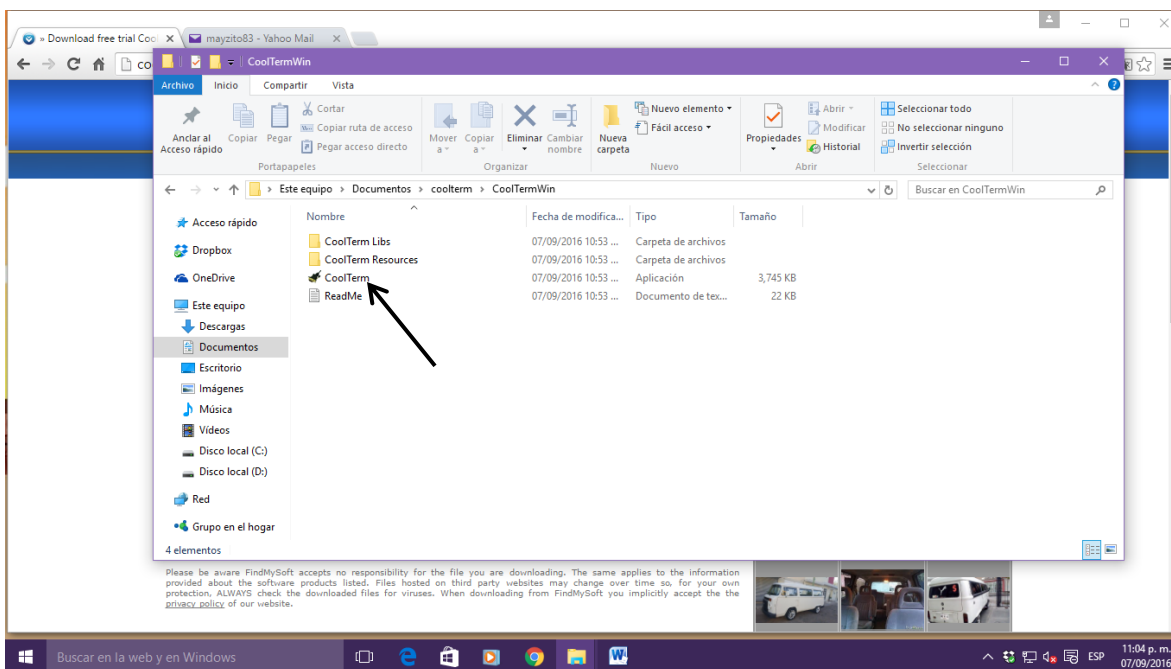 » Download free trial Coo
mayzito83 - Yahoo Mail
co
CoolTermWin
Archivo Inicio Compartir Vista
Anclar al Acceso rápido
Copiar
Pegar
Cortar
Copiar ruta de acceso
Pegar acceso directo
Portapapeles
Mover a
Copiar a
Eliminar
Cambiar nombre
Organizar
Nueva carpeta
Nuevo elemento
Fácil acceso
Nuevo
Propiedades
Abrir
Modificar
Historial
Abrir
Seleccionar todo
No seleccionar ninguno
Invertir selección
Seleccionar
Este equipo > Documentos > coolterm > CoolTermWin
Buscar en CoolTermWin
Acceso rápido
Dropbox
OneDrive
Este equipo
Descargas
Documentos
Escritorio
Imágenes
Música
Vídeos
Disco local (C:)
Disco local (D:)
Red
Grupo en el hogar
Nombre Fecha de modifica... Tipo Tamaño
CoolTerm Libs 07/09/2016 10:53 ... Carpeta de archivos
CoolTerm Resources 07/09/2016 10:53 ... Carpeta de archivos
CoolTerm 07/09/2016 10:53 ... Aplicación 3,745 KB
ReadMe 07/09/2016 10:53 ... Documento de tex... 22 KB
4 elementos
Please be aware FindMySoft accepts no responsibility for the file you are downloading. The same applies to the information
provided about the software products listed. Files hosted on third party websites may change over time so, for your own
protection, ALWAYS check the downloaded files for viruses. When downloading from FindMySoft you implicitly accept the the
privacy policy of our website.
Buscar en la web y en Windows
ESP
11:04 p. m.
07/09/2016